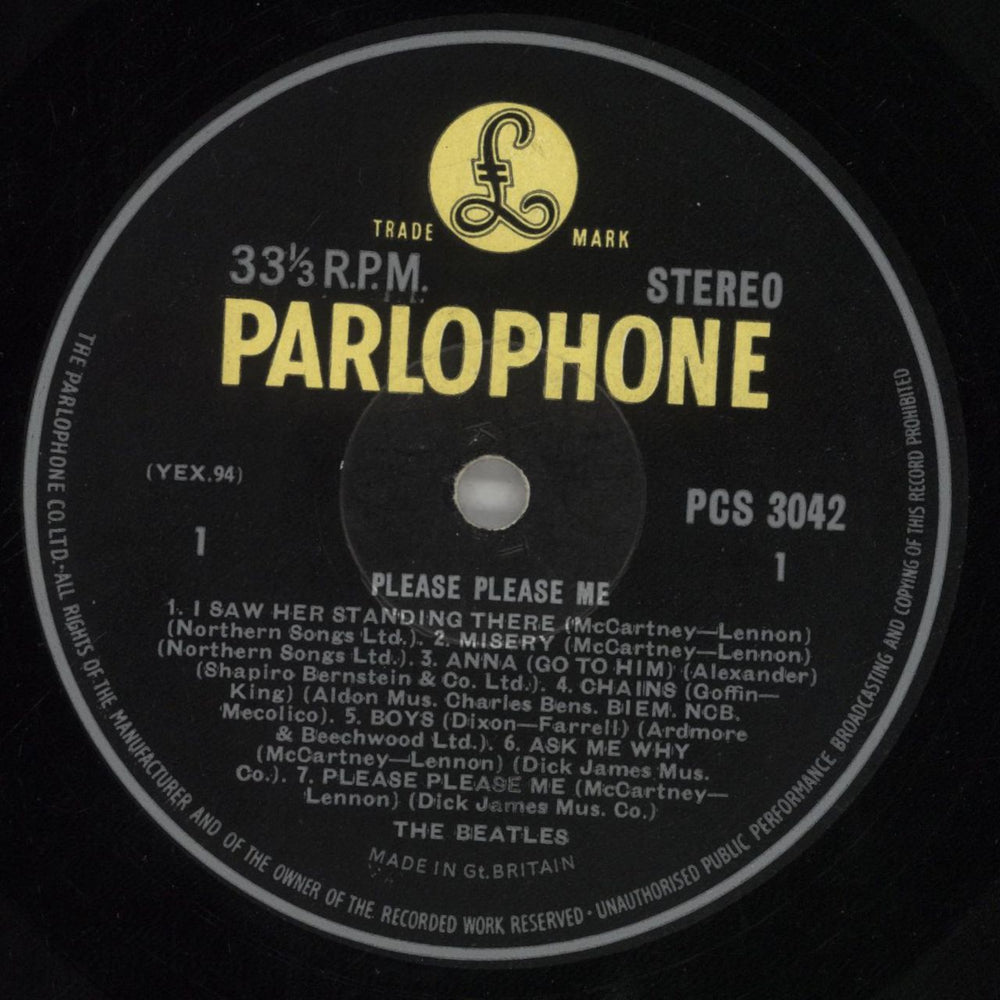 £
TRADE MARK
33⅓ R.P.M. STEREO
PARLOPHONE
(YEX.94)
PCS 3042
1 1
PLEASE PLEASE ME
1. I SAW HER STANDING THERE (McCartney—Lennon)
(Northern Songs Ltd.). 2. MISERY (McCartney—Lennon)
(Northern Songs Ltd.). 3. ANNA (GO TO HIM) (Alexander)
(Shapiro Bernstein & Co. Ltd.). 4. CHAINS (Goffin—
King) (Aldon Mus. Charles Bens. BIEM. NCB.
Mecolico). 5. BOYS (Dixon—Farrell) (Ardmore
& Beechwood Ltd.). 6. ASK ME WHY
(McCartney—Lennon) (Dick James Mus.
Co.). 7. PLEASE PLEASE ME (McCartney—
Lennon) (Dick James Mus. Co.)
THE BEATLES
MADE IN Gt. BRITAIN
THE PARLOPHONE CO. LTD. · ALL RIGHTS OF THE MANUFACTURER AND OF THE OWNER OF THE RECORDED WORK RESERVED · UNAUTHORISED PUBLIC PERFORMANCE BROADCASTING AND COPYING OF THIS RECORD PROHIBITED